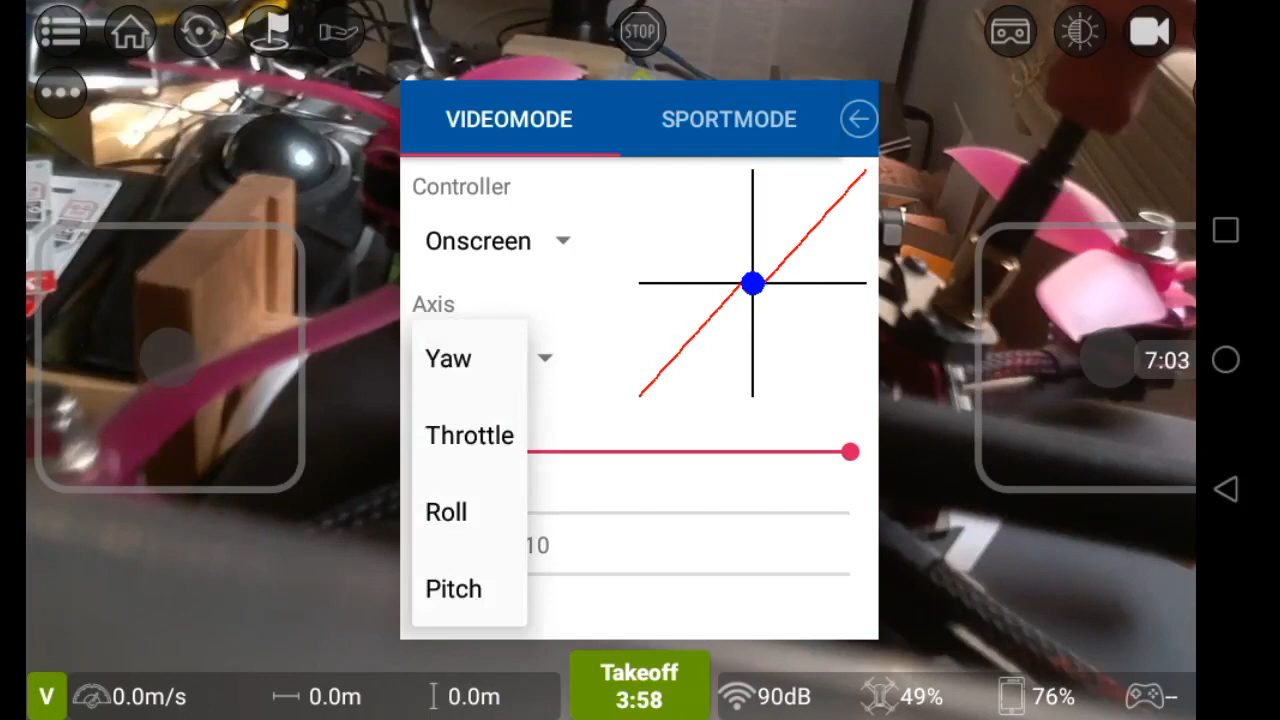 STOP
VIDEOMODE SPORTMODE
Controller
Onscreen
Axis
Yaw
7:03
Throttle
Roll
10
Pitch
V 0.0m/s 0.0m 0.0m Takeoff 90dB 49% 76% –
3:58